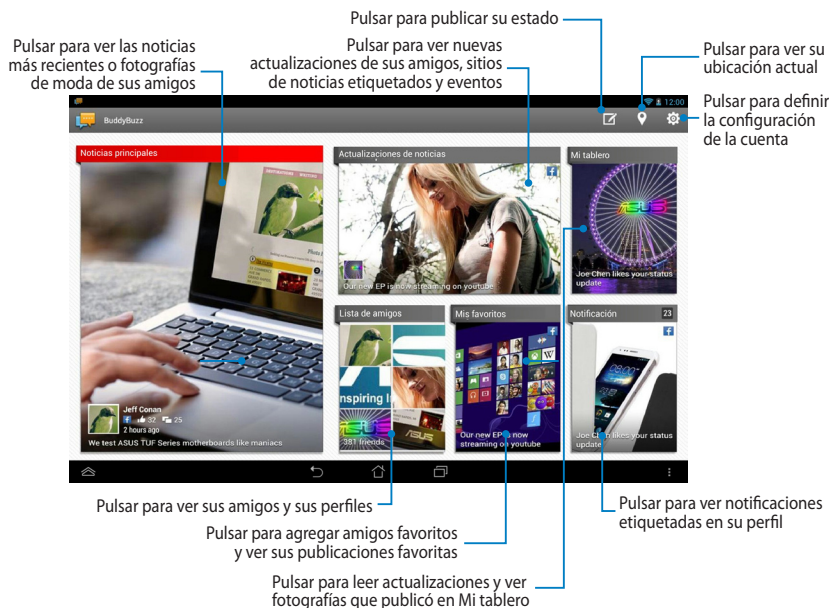 Pulsar para publicar su estado
Pulsar para ver las noticias
más recientes o fotografías
de moda de sus amigos
Pulsar para ver nuevas
actualizaciones de sus amigos, sitios
de noticias etiquetados y eventos
Pulsar para ver su
ubicación actual
Pulsar para definir
la configuración
de la cuenta
12:00
BuddyBuzz
Noticias principales
Actualizaciones de noticias
Mi tablero
ASUS
Our new EP is now streaming on youtube
Joe Chen likes your status
update
Lista de amigos
Mis favoritos
Notificación 23
nspiring In
ASUS
381 friends
Our new EP is now
streaming on youtube
Joe Chen likes your status
update
Jeff Conan
32 25
2 hours ago
We test ASUS TUF Series motherboards like maniacs
Pulsar para ver sus amigos y sus perfiles
Pulsar para agregar amigos favoritos
y ver sus publicaciones favoritas
Pulsar para leer actualizaciones y ver
fotografías que publicó en Mi tablero
Pulsar para ver notificaciones
etiquetadas en su perfil